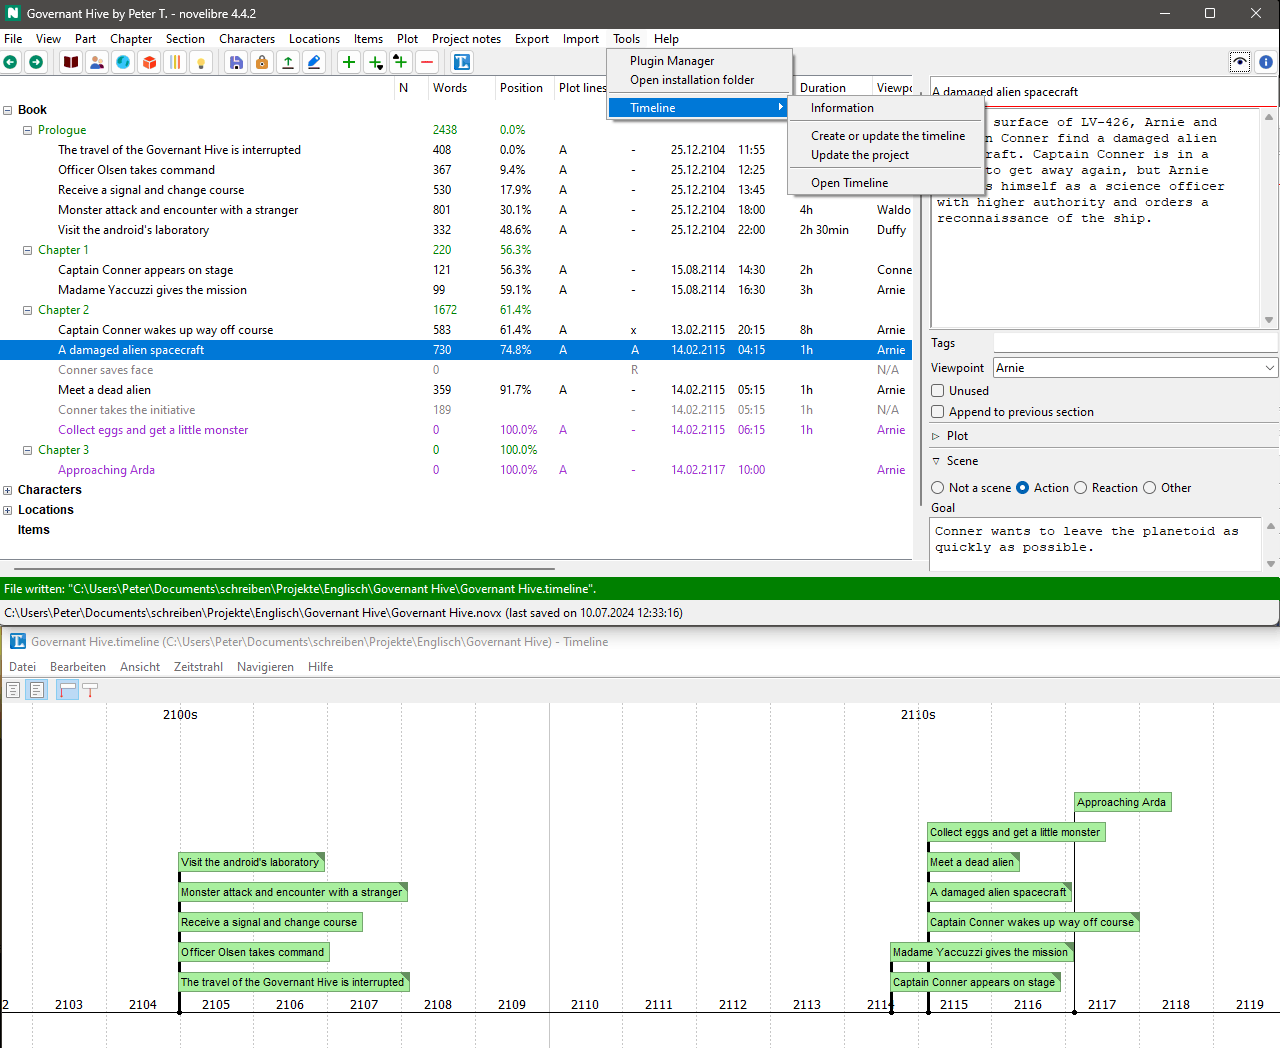 Governant Hive by Peter T. - novelibre 4.4.2
File View Part Chapter Section Characters Locations Items Plot Project notes Export Import Tools Help
Plugin Manager
Open installation folder
Timeline
Information
Create or update the timeline
Update the project
Open Timeline
N Words Position Plot lines Duration Viewp
Book
Prologue 2438 0.0%
The travel of the Governant Hive is interrupted 408 0.0% A - 25.12.2104 11:55
Officer Olsen takes command 367 9.4% A - 25.12.2104 12:25
Receive a signal and change course 530 17.9% A - 25.12.2104 13:45
Monster attack and encounter with a stranger 801 30.1% A - 25.12.2104 18:00 4h Waldo
Visit the android's laboratory 332 48.6% A - 25.12.2104 22:00 2h 30min Duffy
Chapter 1 220 56.3%
Captain Conner appears on stage 121 56.3% A - 15.08.2114 14:30 2h Conne
Madame Yaccuzzi gives the mission 99 59.1% A - 15.08.2114 16:30 3h Arnie
Chapter 2 1672 61.4%
Captain Conner wakes up way off course 583 61.4% A x 13.02.2115 20:15 8h Arnie
A damaged alien spacecraft 730 74.8% A A 14.02.2115 04:15 1h Arnie
Conner saves face 0 R N/A
Meet a dead alien 359 91.7% A - 14.02.2115 05:15 1h Arnie
Conner takes the initiative 189 - 14.02.2115 05:15 1h N/A
Collect eggs and get a little monster 0 100.0% A - 14.02.2115 06:15 1h Arnie
Chapter 3 0 100.0%
Approaching Arda 0 100.0% A - 14.02.2117 10:00 Arnie
Characters
Locations
Items
A damaged alien spacecraft
surface of LV-426, Arnie and
Conner find a damaged alien
raft. Captain Conner is in a
to get away again, but Arnie
s himself as a science officer
with higher authority and orders a
reconnaissance of the ship.
Tags
Viewpoint Arnie
Unused
Append to previous section
Plot
Scene
Not a scene Action Reaction Other
Goal
Conner wants to leave the planetoid as
quickly as possible.
File written: "C:\Users\Peter\Documents\schreiben\Projekte\Englisch\Governant Hive\Governant Hive.timeline".
C:\Users\Peter\Documents\schreiben\Projekte\Englisch\Governant Hive\Governant Hive.novx (last saved on 10.07.2024 12:33:16)
Governant Hive.timeline (C:\Users\Peter\Documents\schreiben\Projekte\Englisch\Governant Hive) - Timeline
Datei Bearbeiten Ansicht Zeitstrahl Navigieren Hilfe
2100s 2110s
Approaching Arda
Collect eggs and get a little monster
Visit the android's laboratory Meet a dead alien
Monster attack and encounter with a stranger A damaged alien spacecraft
Receive a signal and change course Captain Conner wakes up way off course
Officer Olsen takes command Madame Yaccuzzi gives the mission
The travel of the Governant Hive is interrupted Captain Conner appears on stage
2 2103 2104 2105 2106 2107 2108 2109 2110 2111 2112 2113 2114 2115 2116 2117 2118 2119